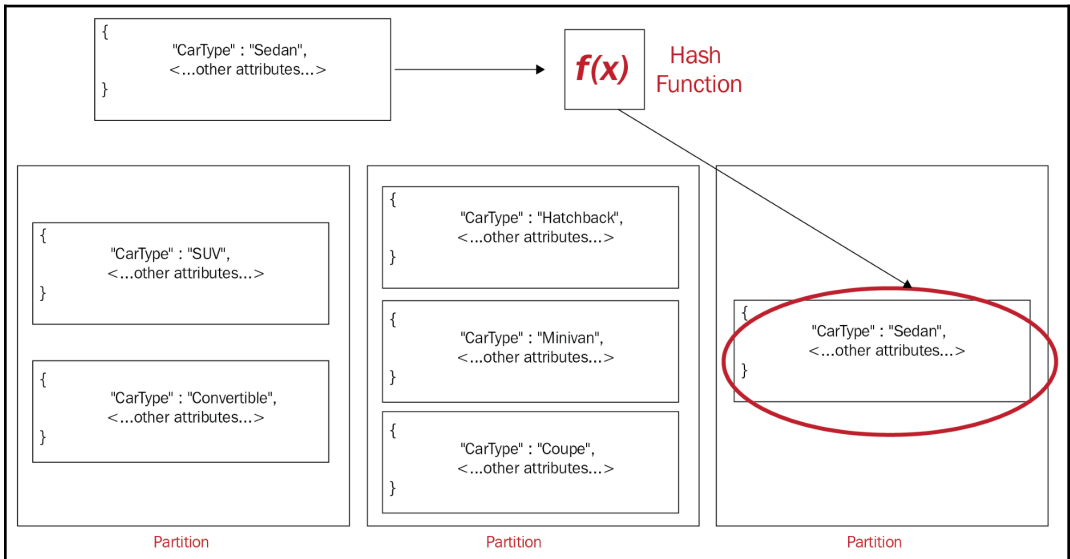 {
"CarType" : "Sedan",
<...other attributes...>
}
f(x)
Hash
Function
{
"CarType" : "SUV",
<...other attributes...>
}
{
"CarType" : "Convertible",
<...other attributes...>
}
Partition
{
"CarType" : "Hatchback",
<...other attributes...>
}
{
"CarType" : "Minivan",
<...other attributes...>
}
{
"CarType" : "Coupe",
<...other attributes...>
}
Partition
{
"CarType" : "Sedan",
<...other attributes...>
}
Partition